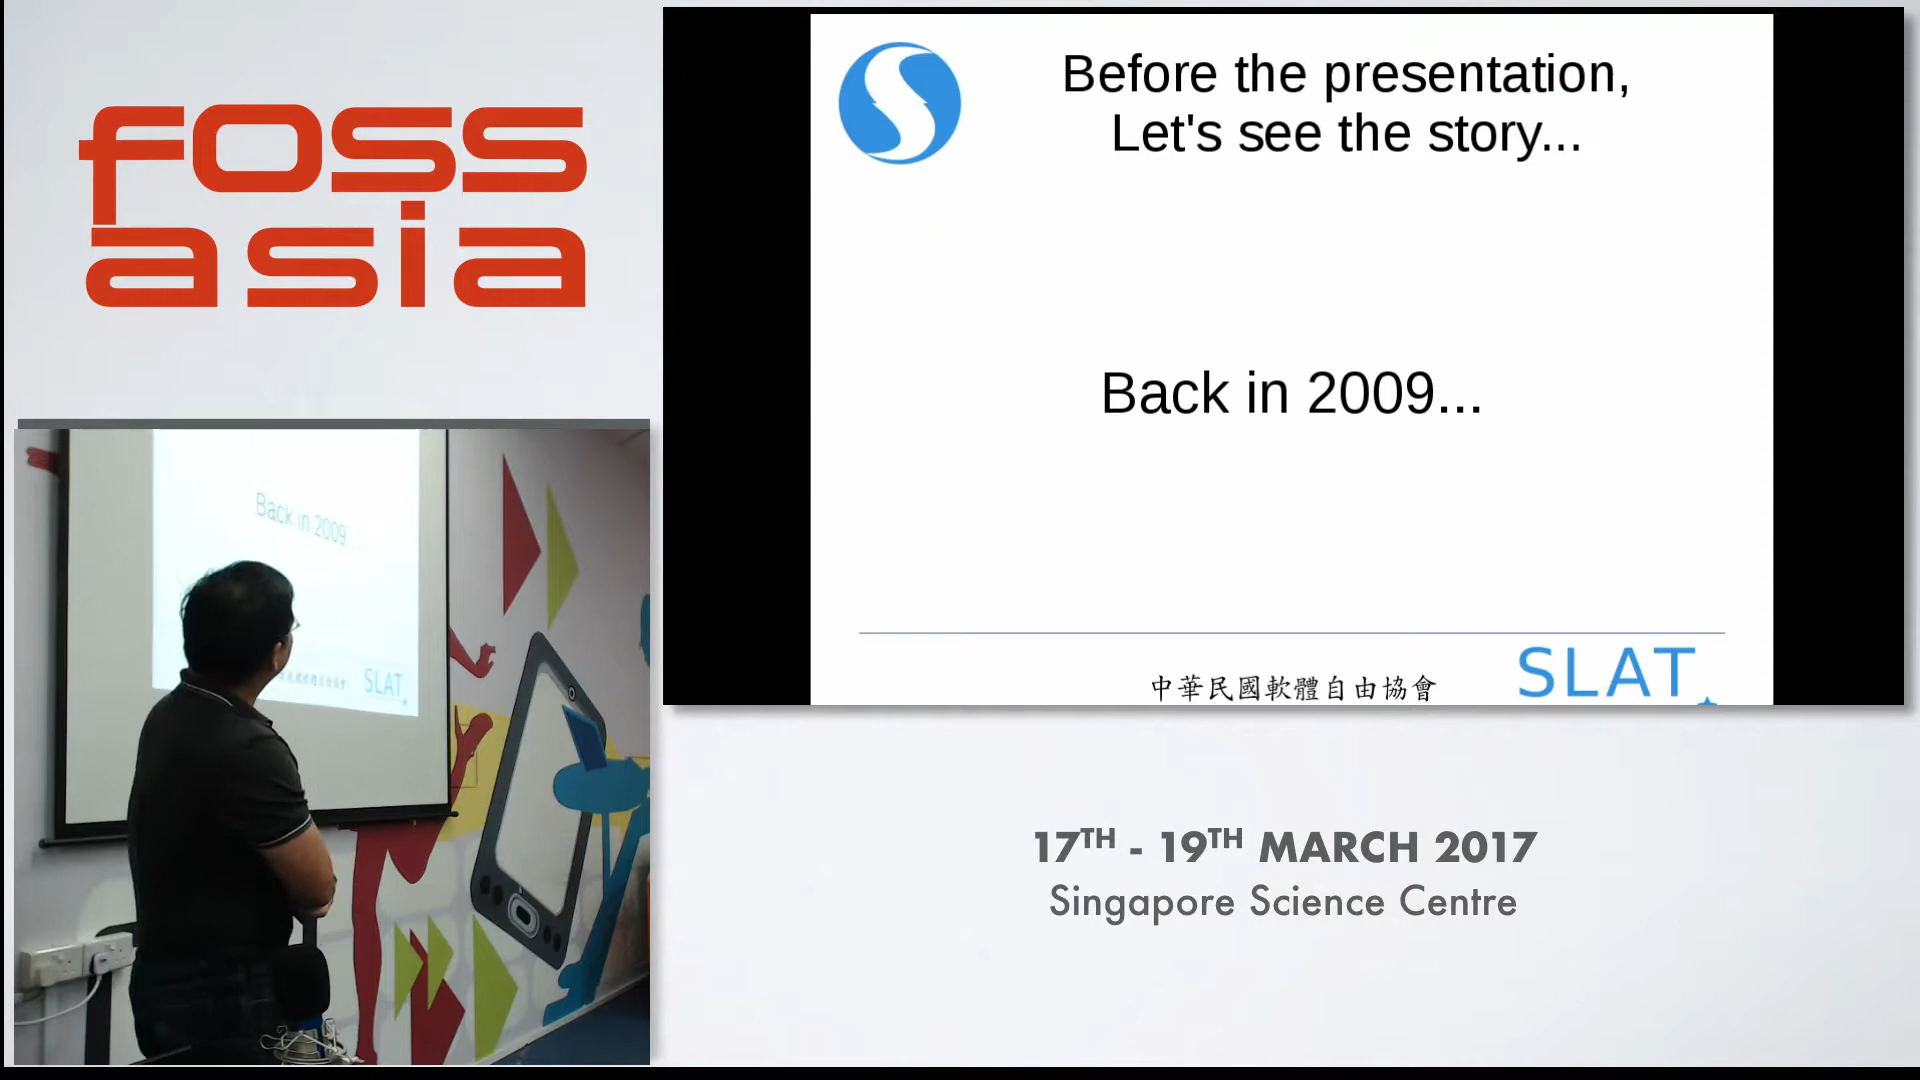 foss
asia
Before the presentation,
Let's see the story...
Back in 2009...
中華民國軟體自由協會
SLAT
Back in 2009...
SLAT
17TH - 19TH MARCH 2017
Singapore Science Centre